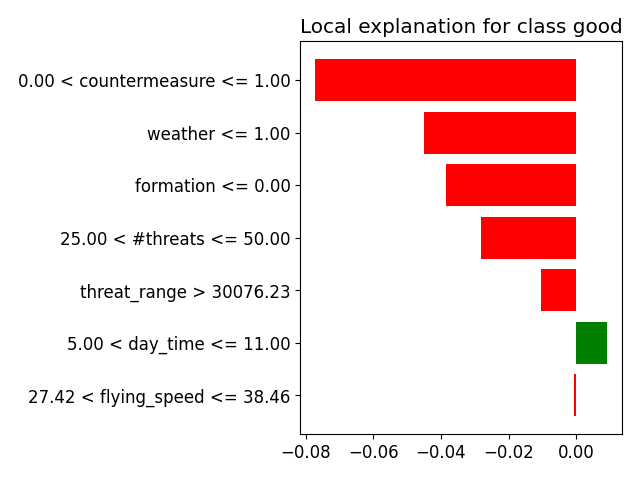 Local explanation for class good
0.00 < countermeasure <= 1.00
weather <= 1.00
formation <= 0.00
25.00 < #threats <= 50.00
threat_range > 30076.23
5.00 < day_time <= 11.00
27.42 < flying_speed <= 38.46
−0.08 −0.06 −0.04 −0.02 0.00